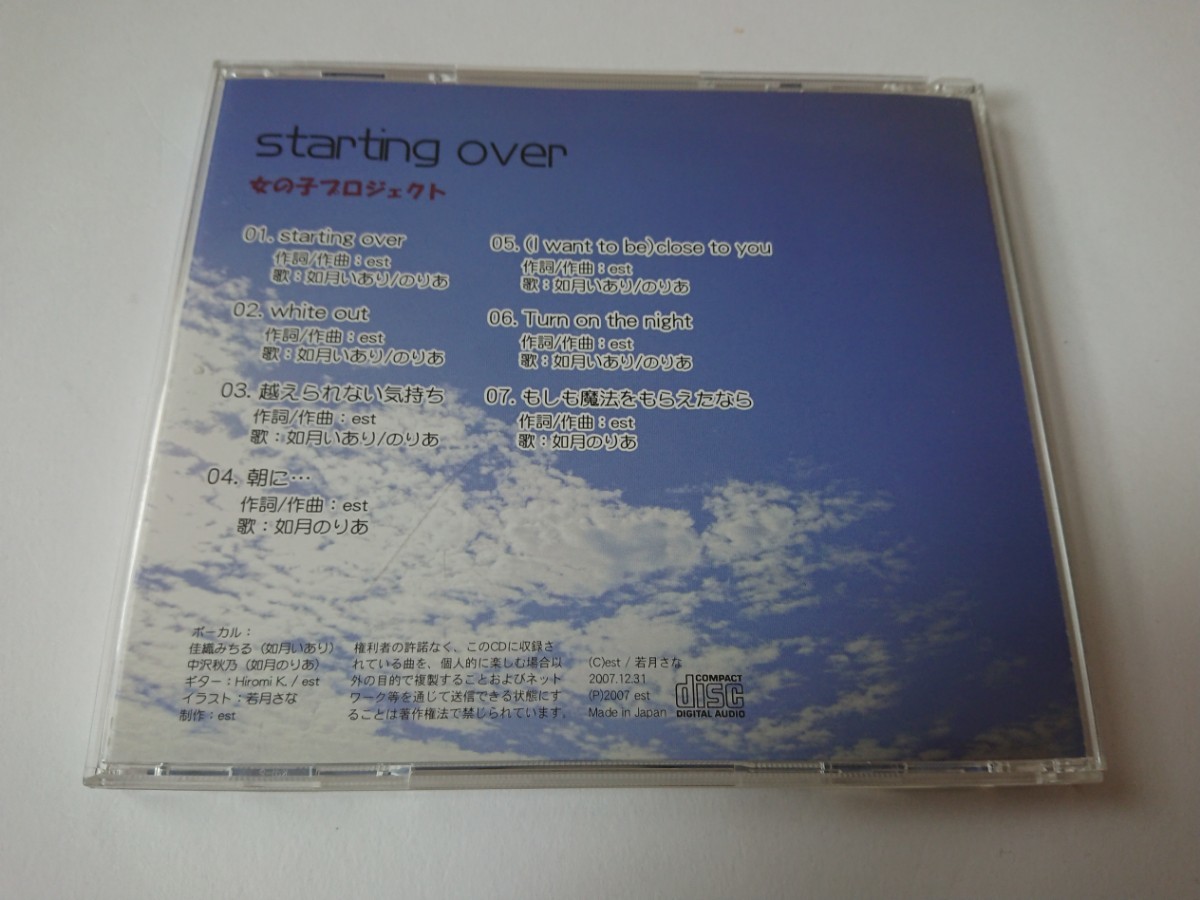 starting over
女の子プロジェクト
01. starting over
作詞/作曲：est
歌：如月いあり/のりあ
02. white out
作詞/作曲：est
歌：如月いあり/のりあ
03. 越えられない気持ち
作詞/作曲：est
歌：如月いあり/のりあ
04. 朝に…
作詞/作曲：est
歌：如月のりあ
05. (I want to be)close to you
作詞/作曲：est
歌：如月いあり/のりあ
06. Turn on the night
作詞/作曲：est
歌：如月いあり/のりあ
07. もしも魔法をもらえたなら
作詞/作曲：est
歌：如月のりあ
ボーカル：
佳織みちる（如月いあり）
中沢秋乃（如月のりあ）
ギター：Hiromi K. / est
イラスト：若月さな
制作：est
権利者の許諾なく、このCDに収録さ
れている曲を、個人的に楽しむ場合以
外の目的で複製することおよびネット
ワーク等を通じて送信できる状態にす
ることは著作権法で禁じられています。
(C)est / 若月さな
2007.12.31
(P)2007 est
Made in Japan
COMPACT
disc
DIGITAL AUDIO